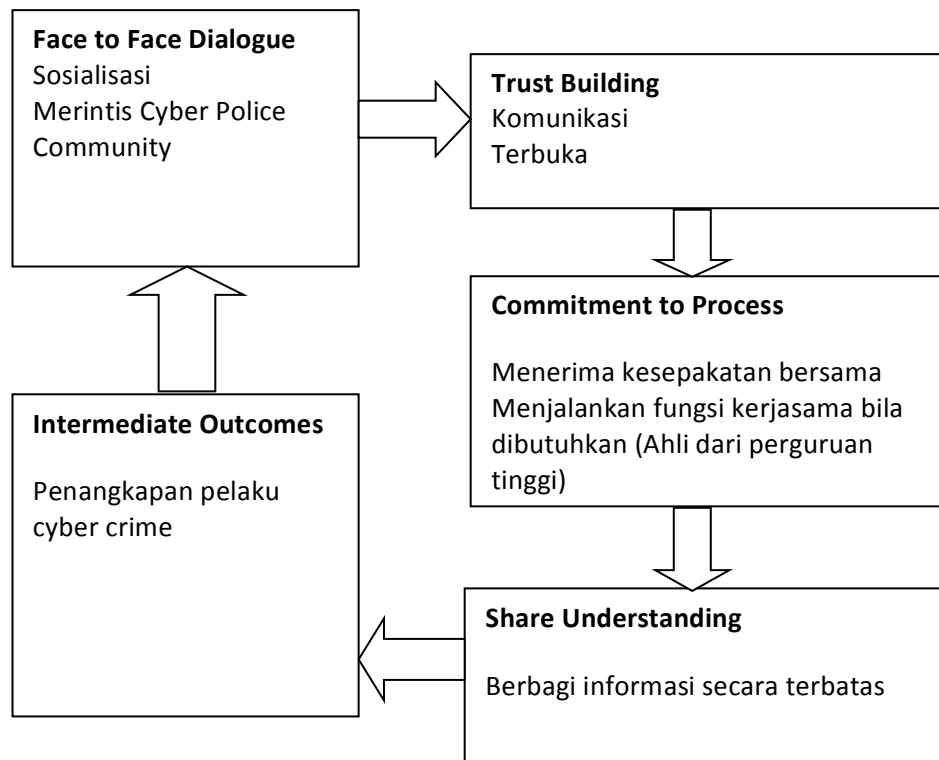 Face to Face Dialogue
Sosialisasi
Merintis Cyber Police
Community
Trust Building
Komunikasi
Terbuka
Commitment to Process
Menerima kesepakatan bersama
Menjalankan fungsi kerjasama bila
dibutuhkan (Ahli dari perguruan
tinggi)
Share Understanding
Berbagi informasi secara terbatas
Intermediate Outcomes
Penangkapan pelaku
cyber crime